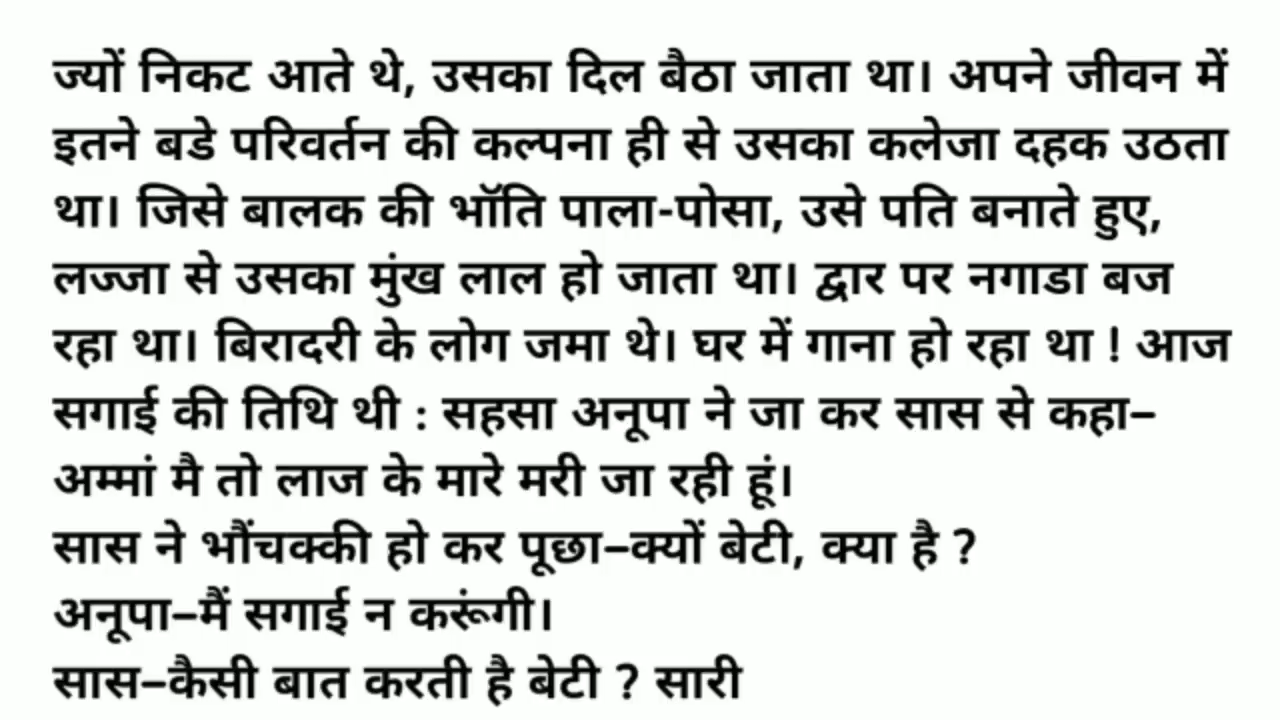 ज्यों निकट आते थे, उसका दिल बैठा जाता था। अपने जीवन में
इतने बडे परिवर्तन की कल्पना ही से उसका कलेजा दहक उठता
था। जिसे बालक की भॉति पाला-पोसा, उसे पति बनाते हुए,
लज्जा से उसका मुंख लाल हो जाता था। द्वार पर नगाडा बज
रहा था। बिरादरी के लोग जमा थे। घर में गाना हो रहा था ! आज
सगाई की तिथि थी : सहसा अनूपा ने जा कर सास से कहा–
अम्मां मै तो लाज के मारे मरी जा रही हूं।
सास ने भौंचक्की हो कर पूछा–क्यों बेटी, क्या है ?
अनूपा–मैं सगाई न करूंगी।
सास–कैसी बात करती है बेटी ? सारी